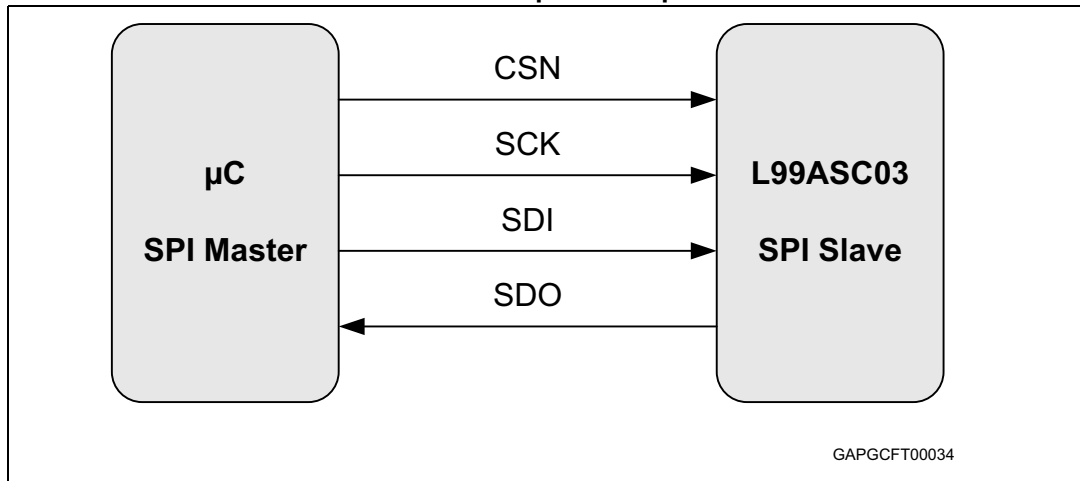 CSN
SCK
µC
L99ASC03
SDI
SPI Master
SPI Slave
SDO
GAPGCFT00034